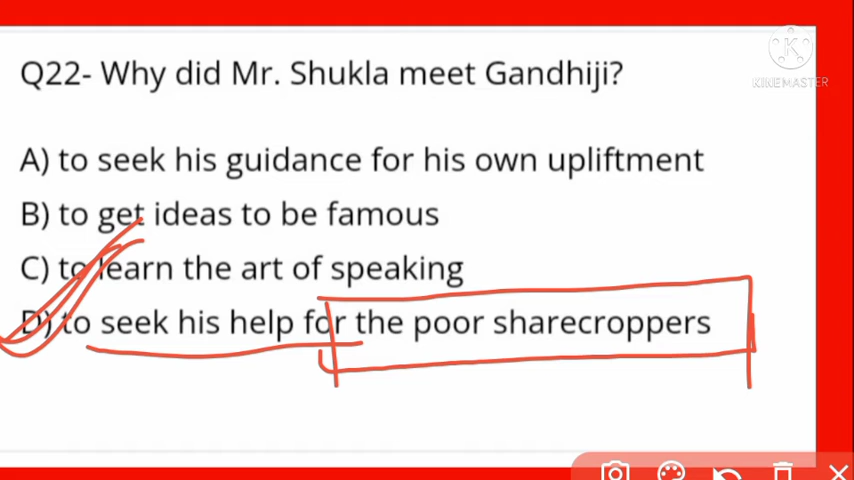 KINEMASTER
Q22- Why did Mr. Shukla meet Gandhiji?
A) to seek his guidance for his own upliftment
B) to get ideas to be famous
C) to learn the art of speaking
D) to seek his help for the poor sharecroppers